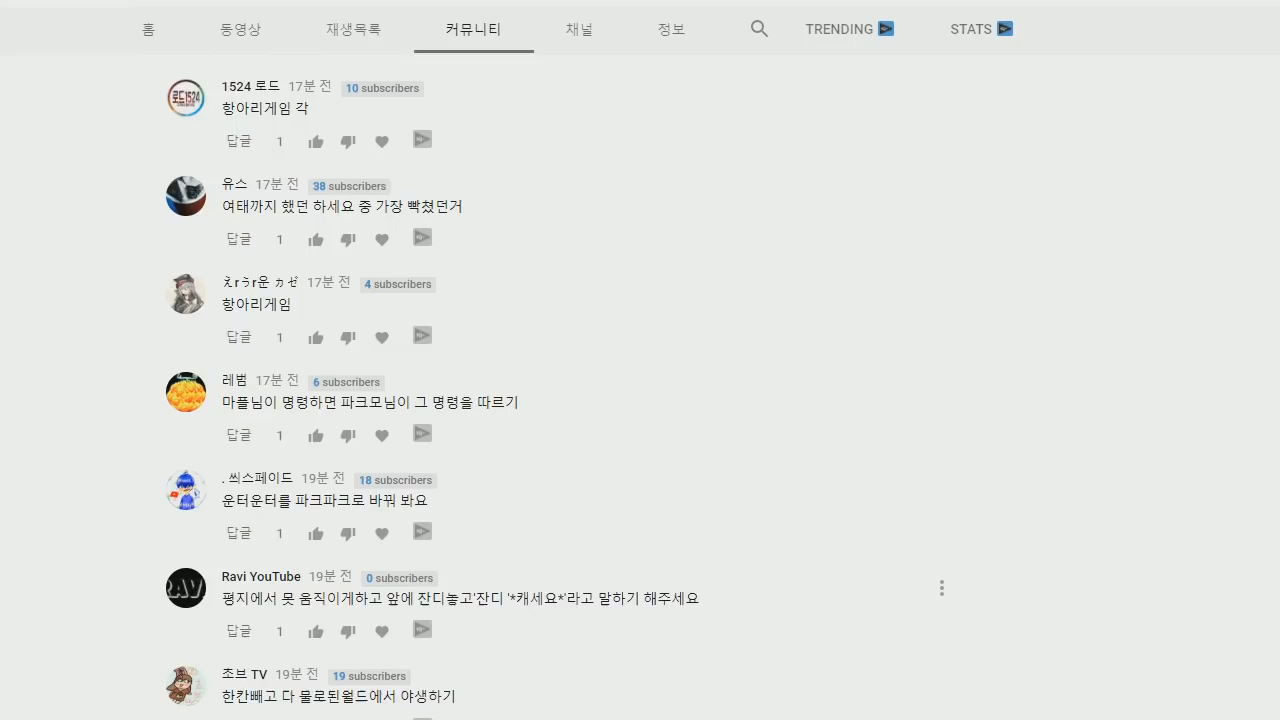 홈 동영상 재생목록 커뮤니티 채널 정보 TRENDING STATS
1524 로드 17분 전 10 subscribers
항아리게임 각
답글 1
유스 17분 전 38 subscribers
여태까지 했던 하세요 중 가장 빡쳤던거
답글 1
えrうr운 ㄉゼ 17분 전 4 subscribers
항아리게임
답글 1
레범 17분 전 6 subscribers
마플님이 명령하면 파크모님이 그 명령을 따르기
답글 1
. 씌스페이드 19분 전 18 subscribers
운터운터를 파크파크로 바꿔 봐요
답글 1
Ravi YouTube 19분 전 0 subscribers
평지에서 못 움직이게하고 앞에 잔디놓고'잔디 '*캐세요*'라고 말하기 해주세요
답글 1
초브 TV 19분 전 19 subscribers
한칸빼고 다 물로된월드에서 야생하기